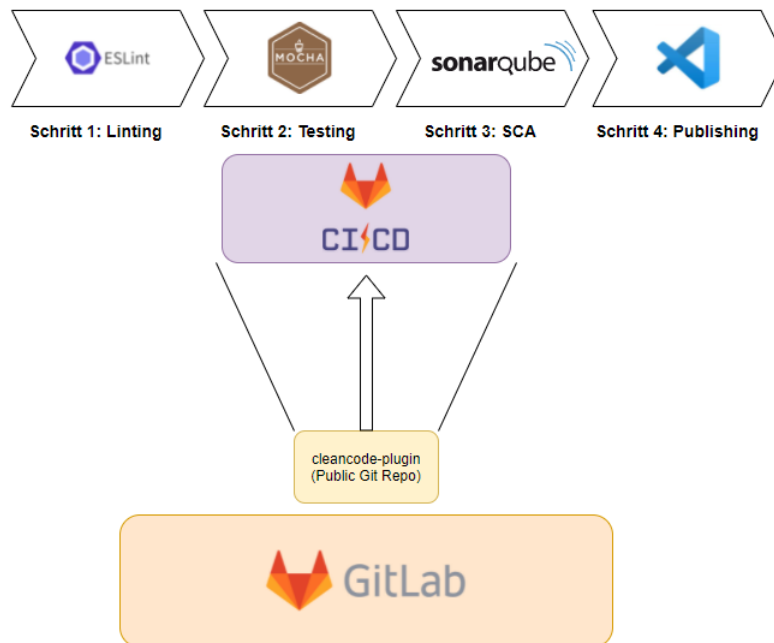 ESLint
MOCHA
sonarqube
Schritt 1: Linting
Schritt 2: Testing
Schritt 3: SCA
Schritt 4: Publishing
CI CD
cleancode-plugin
(Public Git Repo)
GitLab